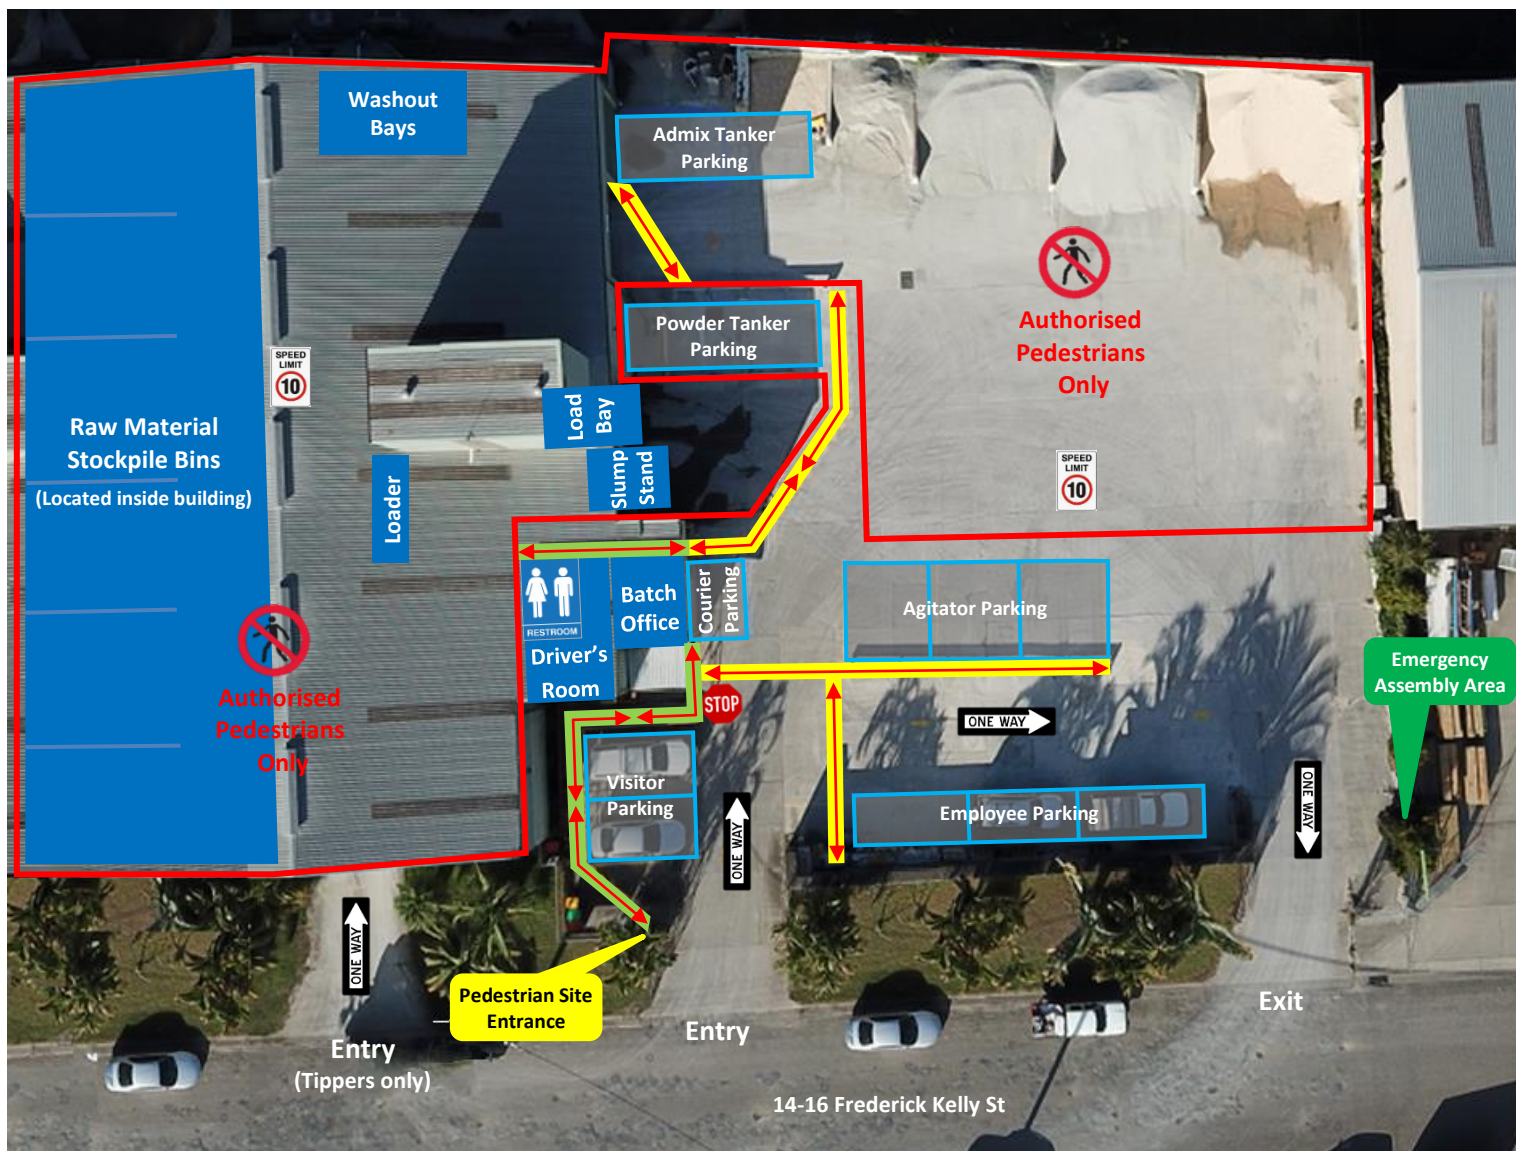 Washout
Bays
Admix Tanker
Parking
Powder Tanker
Parking
Authorised
Pedestrians
Only
SPEED
LIMIT
10
Raw Material
Stockpile Bins
(Located inside building)
Load
Bay
Slump
Stand
Loader
SPEED
LIMIT
10
RESTROOM
Driver's
Room
Batch
Office
Courier
Parking
Agitator Parking
Emergency
Assembly Area
Authorised
Pedestrians
Only
STOP
ONE WAY
Visitor
Parking
Employee Parking
ONE WAY
ONE WAY
ONE WAY
Pedestrian Site
Entrance
Entry
(Tippers only)
Entry
Exit
14-16 Frederick Kelly St